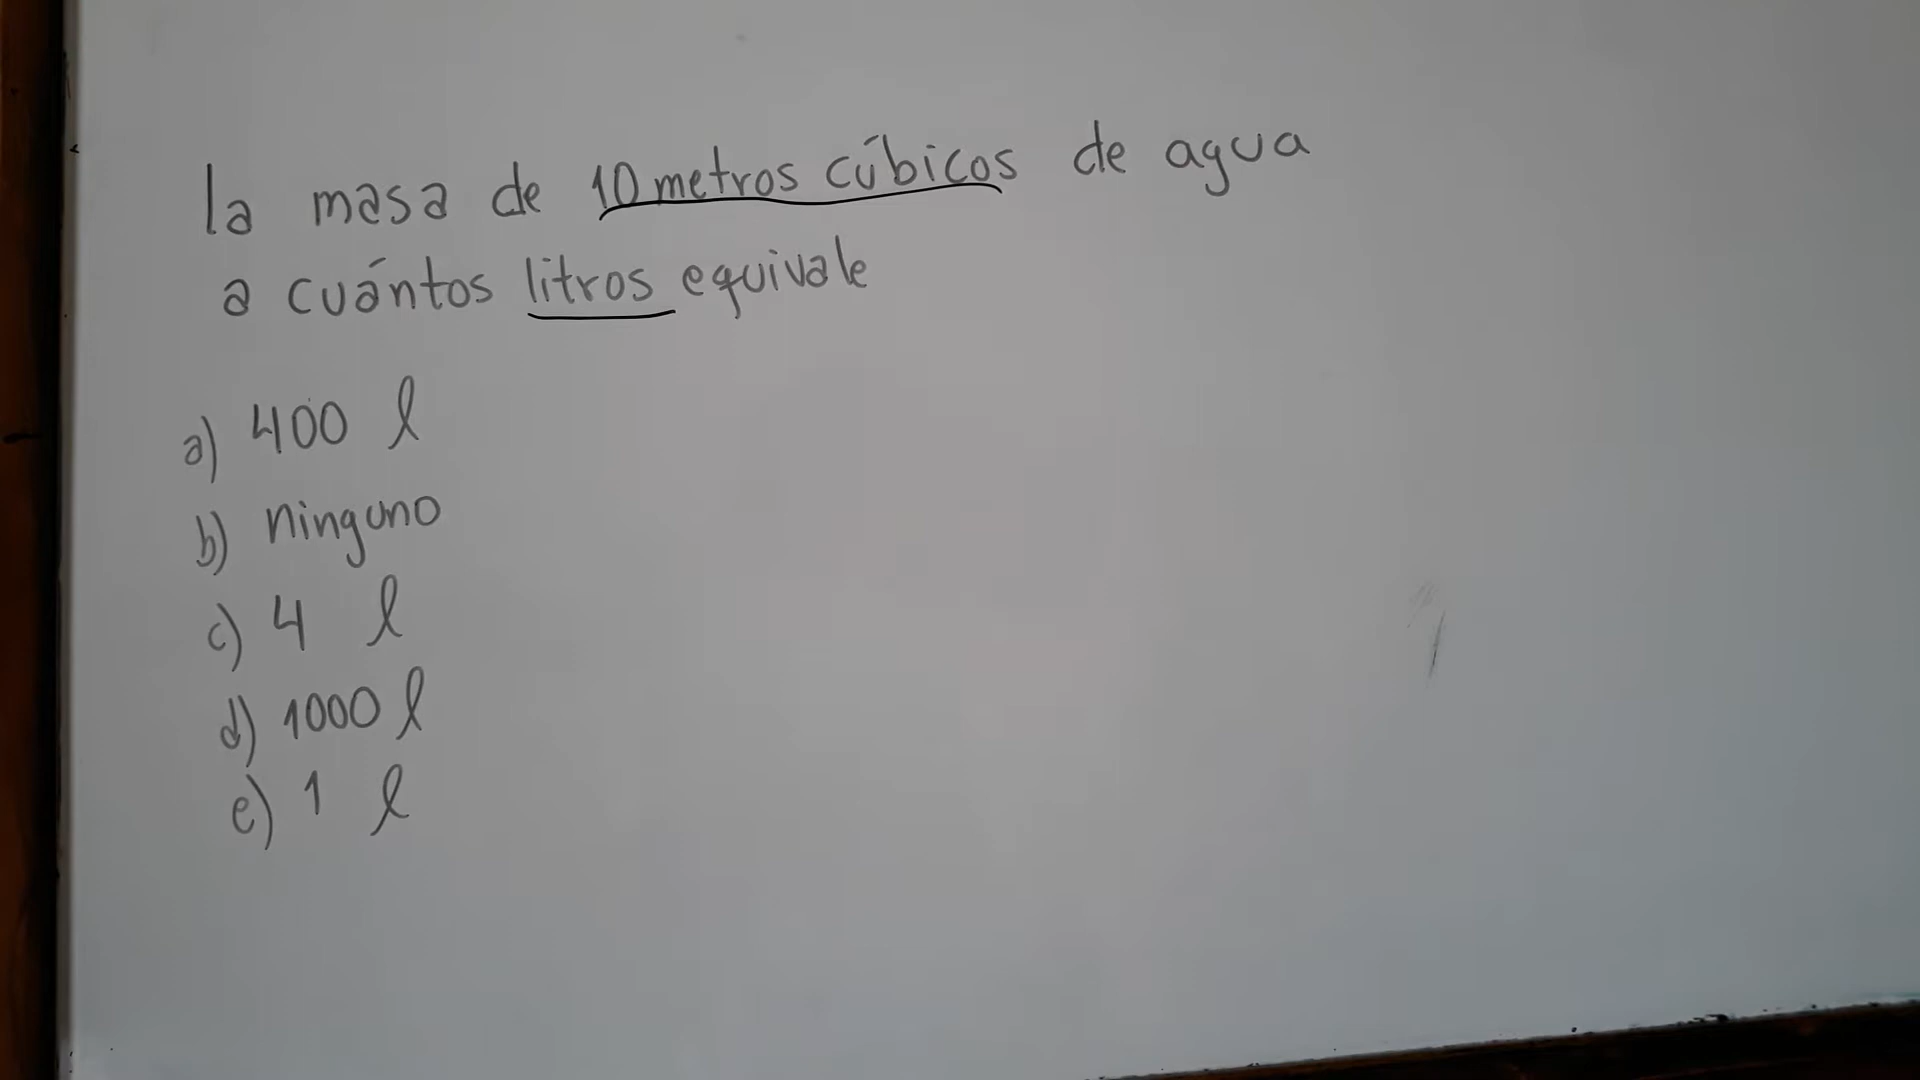 la masa de 10 metros cúbicos de agua
a cuántos litros equivale
a) 400 l
b) ninguno
c) 4 l
d) 1000 l
e) 1 l